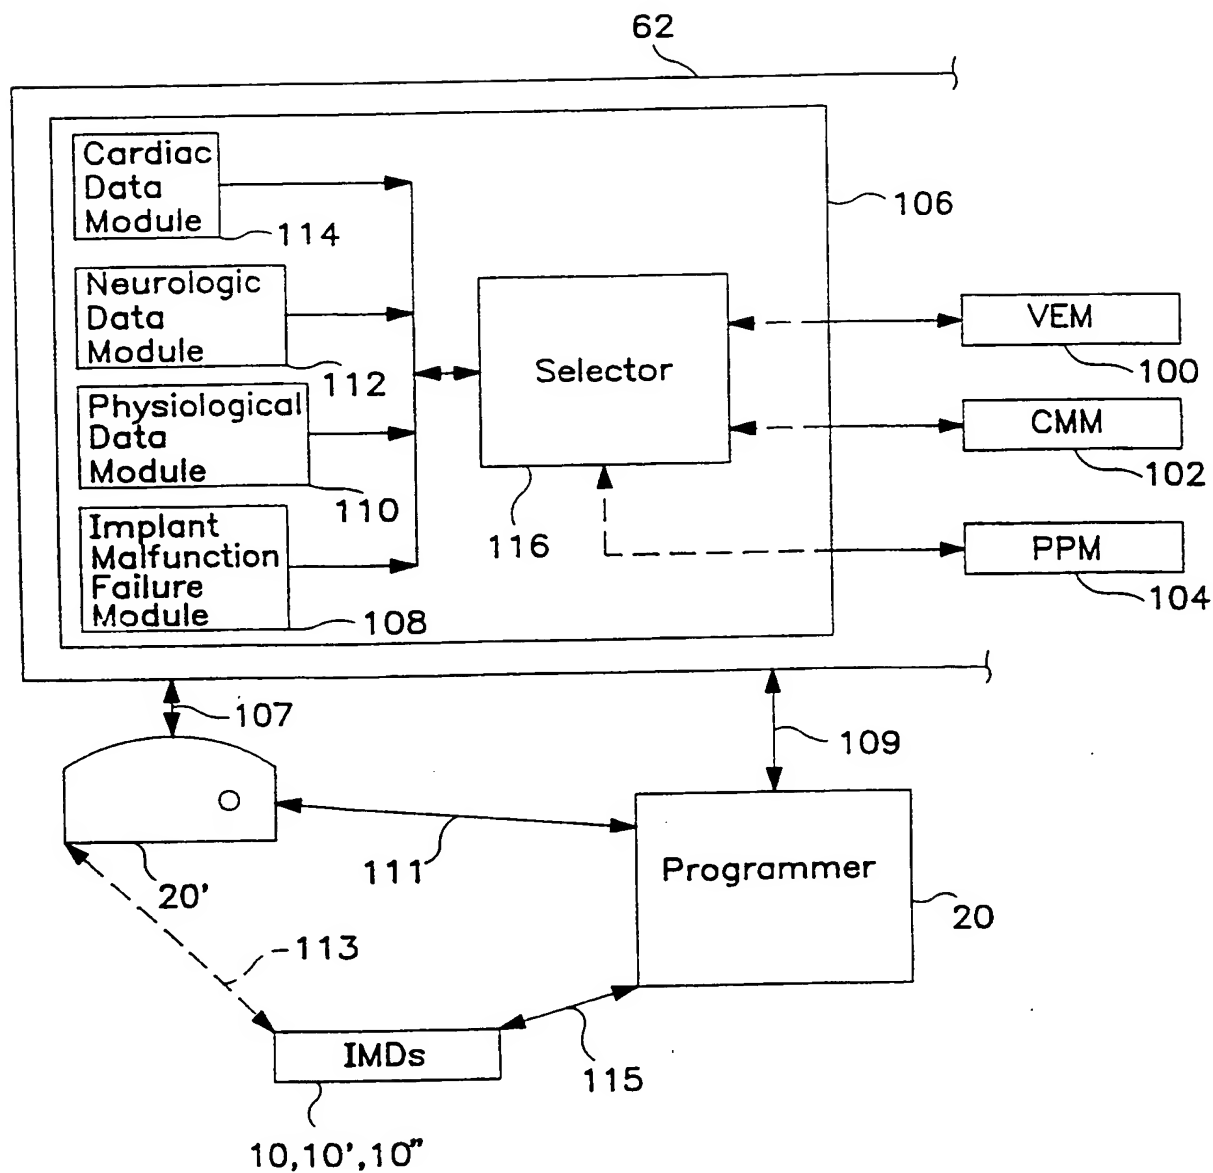 62
Cardiac
Data
Module
114
106
Neurologic
Data
Module
112
Selector
116
VEM
100
Physiological
Data
Module
110
CMM
102
Implant
Malfunction
Failure
Module
108
PPM
104
107
109
20'
111
Programmer
20
113
IMDs
115
10,10',10"